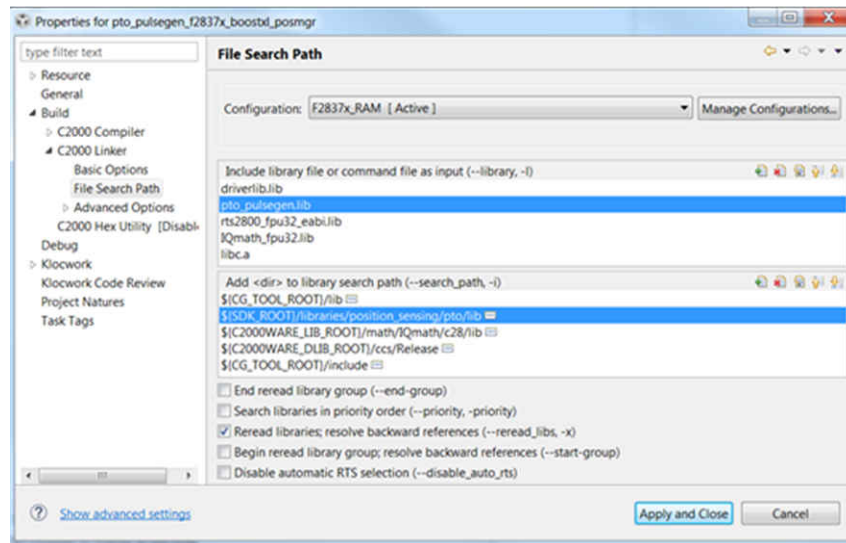 Properties for pto_pulsegen_f2837x_boostxl_posmgr
type filter text
File Search Path
Resource
General
Build
C2000 Compiler
C2000 Linker
Basic Options
File Search Path
Advanced Options
C2000 Hex Utility [Disabl
Debug
Klocwork
Klocwork Code Review
Project Natures
Task Tags
Configuration: F2837x_RAM [ Active ]
Manage Configurations...
Include library file or command file as input (--library, -l)
driverlib.lib
pto_pulsegen.lib
rts2800_fpu32_eabi.lib
IQmath_fpu32.lib
libc.a
Add <dir> to library search path (--search_path, -i)
${CG_TOOL_ROOT}/lib
${SDK_ROOT}/libraries/position_sensing/pto/lib
${C2000WARE_LIB_ROOT}/math/IQmath/c28/lib
${C2000WARE_DLIB_ROOT}/ccs/Release
${CG_TOOL_ROOT}/include
End reread library group (--end-group)
Search libraries in priority order (--priority, -priority)
Reread libraries; resolve backward references (--reread_libs, -x)
Begin reread library group; resolve backward references (--start-group)
Disable automatic RTS selection (--disable_auto_rts)
Show advanced settings
Apply and Close
Cancel